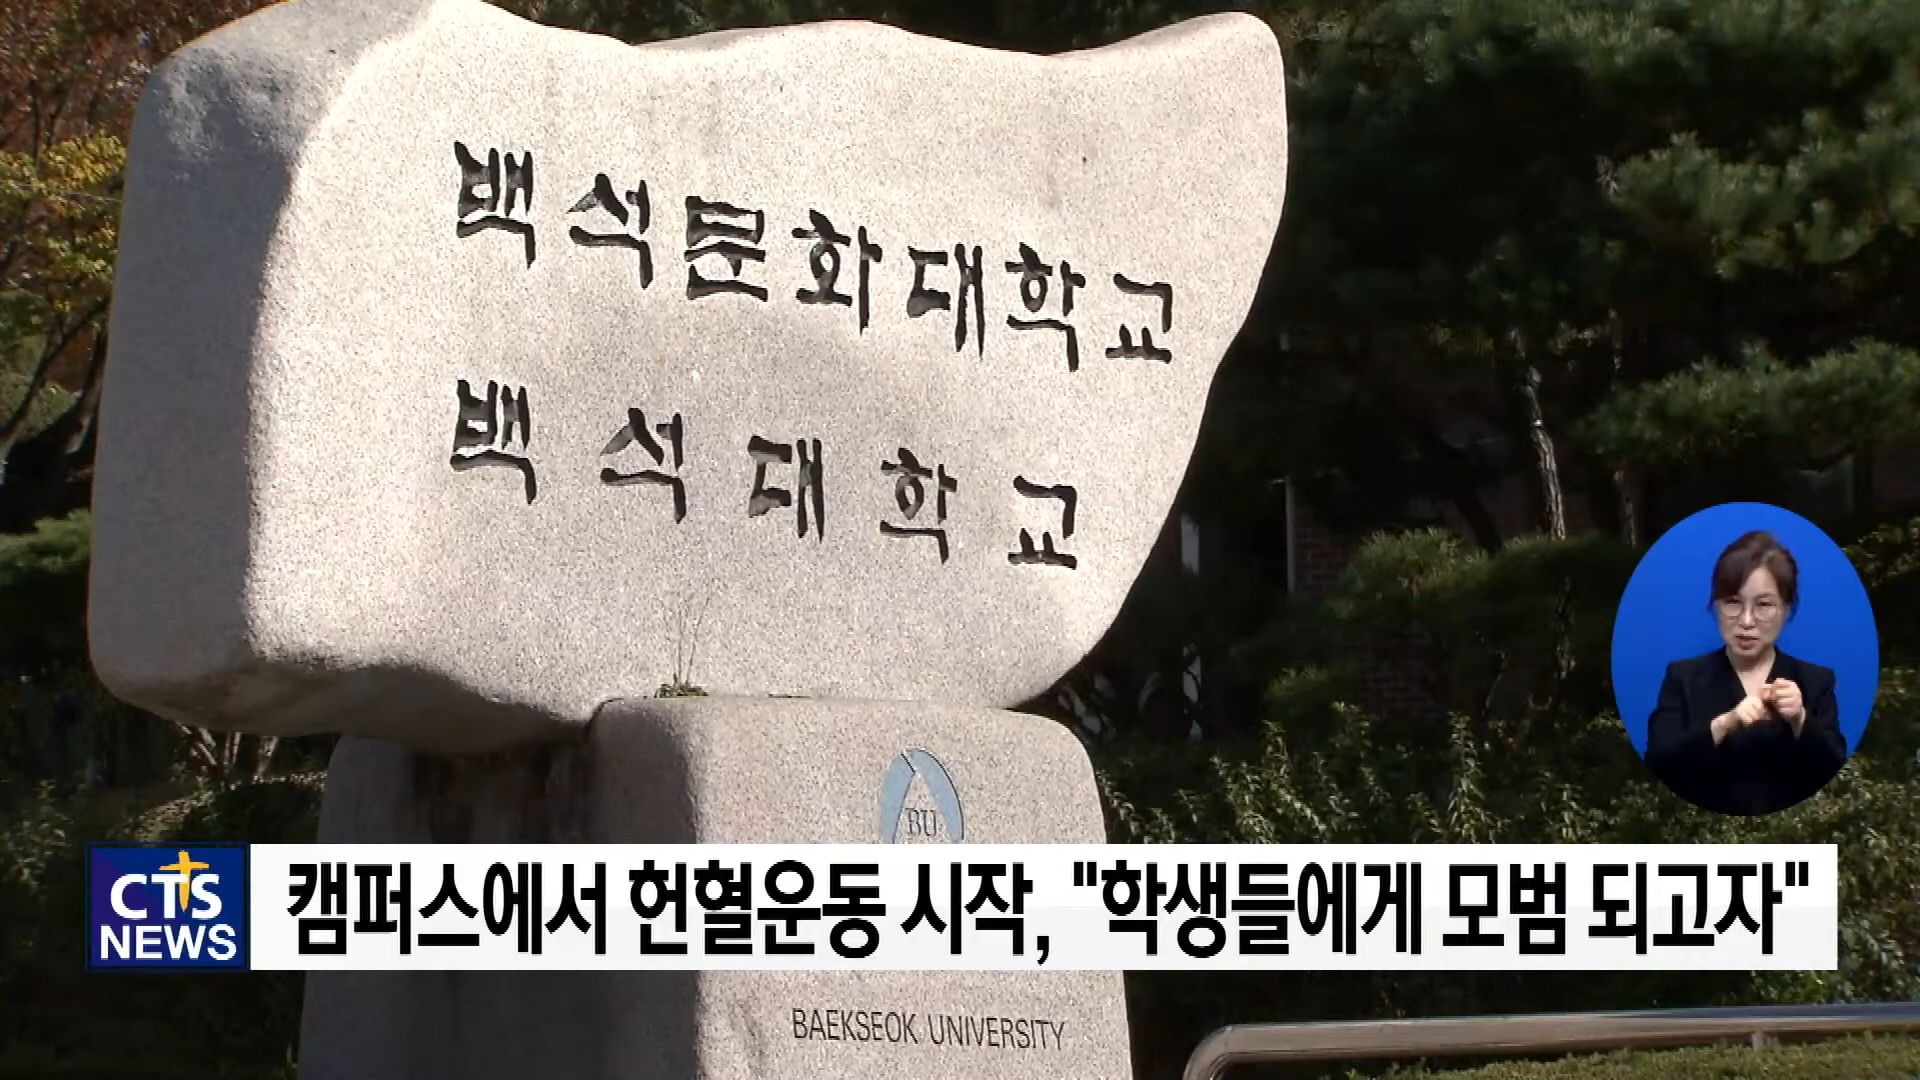 백석문화대학교
백석대학교
BU
CTS
NEWS
캠퍼스에서 헌혈운동 시작, "학생들에게 모범 되고자"
BAEKSEOK UNIVERSITY